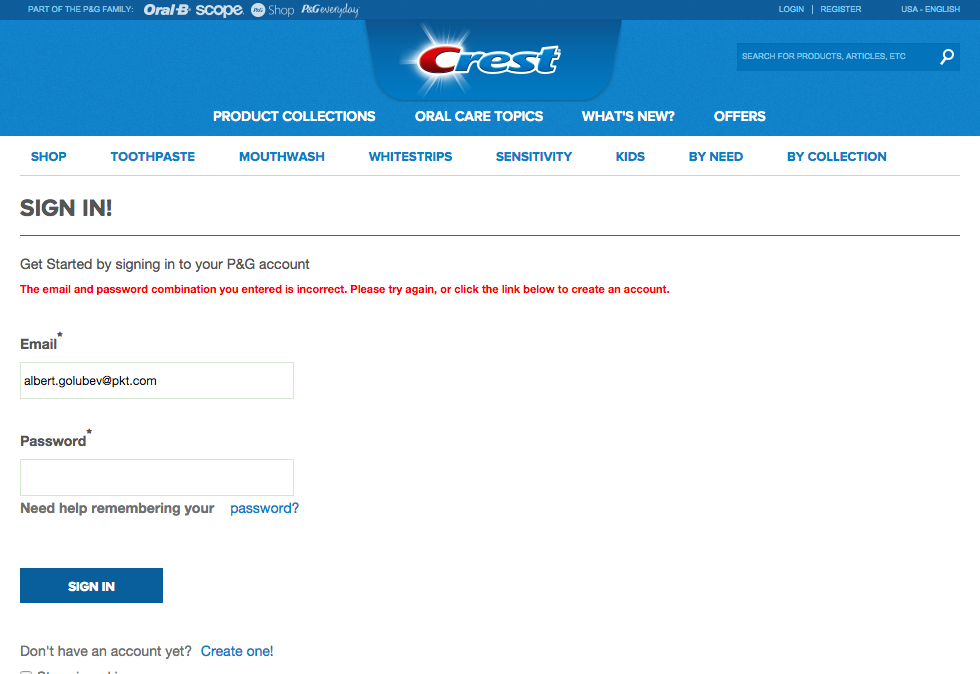 PART OF THE P&G FAMILY: Oral-B scope P&G Shop P&G everyday LOGIN | REGISTER USA - ENGLISH
Crest
SEARCH FOR PRODUCTS, ARTICLES, ETC
PRODUCT COLLECTIONS ORAL CARE TOPICS WHAT'S NEW? OFFERS
SHOP TOOTHPASTE MOUTHWASH WHITESTRIPS SENSITIVITY KIDS BY NEED BY COLLECTION
SIGN IN!
Get Started by signing in to your P&G account
The email and password combination you entered is incorrect. Please try again, or click the link below to create an account.
Email*
albert.golubev@pkt.com
Password*
Need help remembering your password?
SIGN IN
Don't have an account yet? Create one!